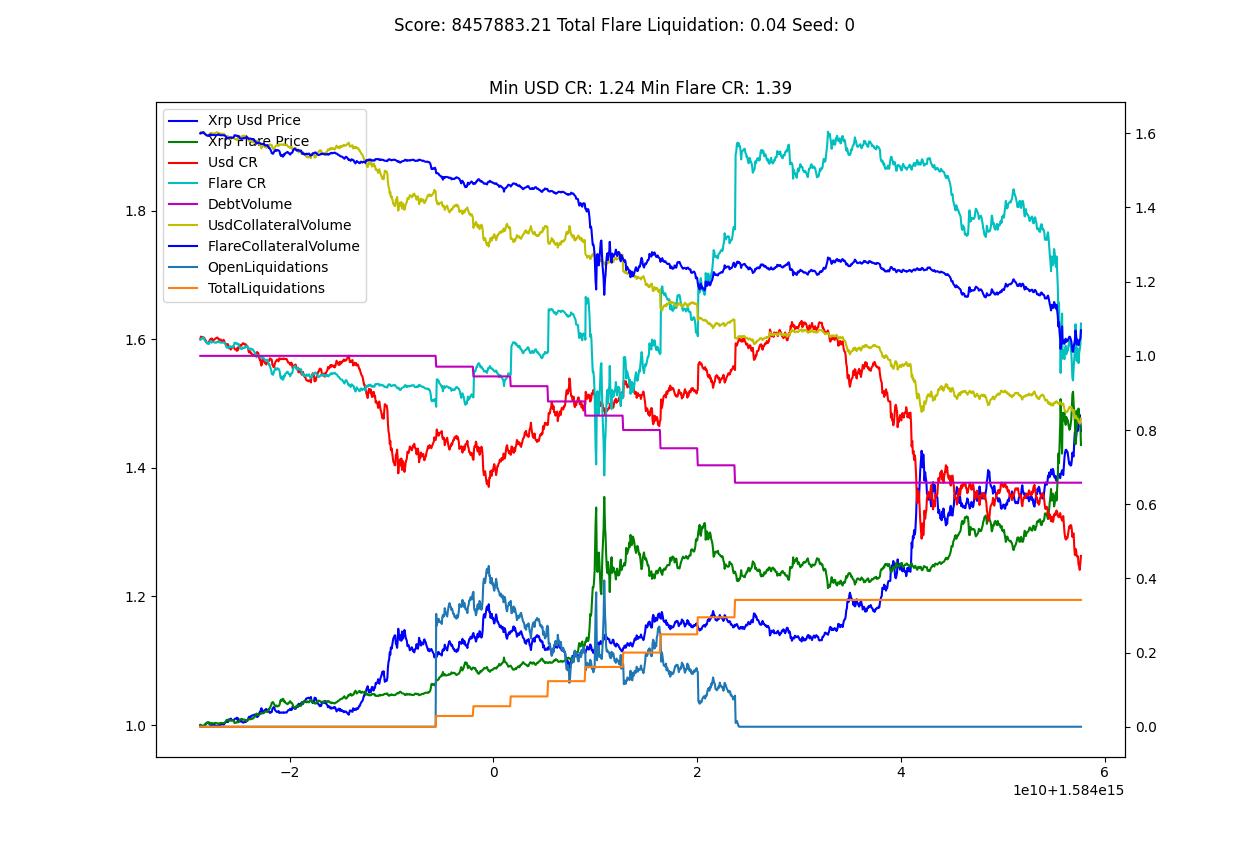 Score: 8457883.21 Total Flare Liquidation: 0.04 Seed: 0
Min USD CR: 1.24 Min Flare CR: 1.39
Xrp Usd Price
Xrp Flare Price
Usd CR
Flare CR
DebtVolume
UsdCollateralVolume
FlareCollateralVolume
OpenLiquidations
TotalLiquidations
1.8
1.6
1.4
1.2
1.0
1.6
1.4
1.2
1.0
0.8
0.6
0.4
0.2
0.0
−2 0 2 4 6
1e10+1.584e15